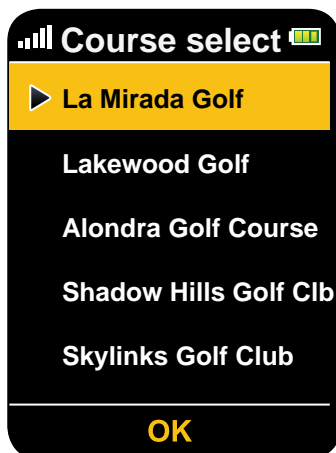 Course select
La Mirada Golf
Lakewood Golf
Alondra Golf Course
Shadow Hills Golf Clb
Skylinks Golf Club
OK